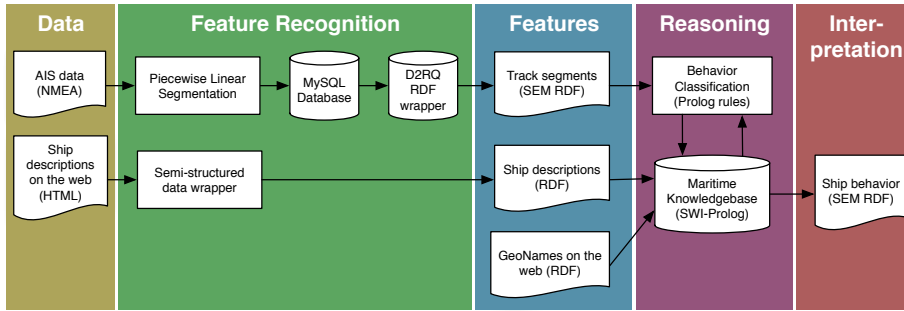 Data
Feature Recognition
Features
Reasoning
Inter-
pretation
AIS data
(NMEA)
Piecewise Linear
Segmentation
MySQL
Database
D2RQ
RDF
wrapper
Track segments
(SEM RDF)
Behavior
Classification
(Prolog rules)
Ship
descriptions
on the web
(HTML)
Semi-structured
data wrapper
Ship descriptions
(RDF)
Maritime
Knowledgebase
(SWI-Prolog)
Ship behavior
(SEM RDF)
GeoNames on the
web (RDF)